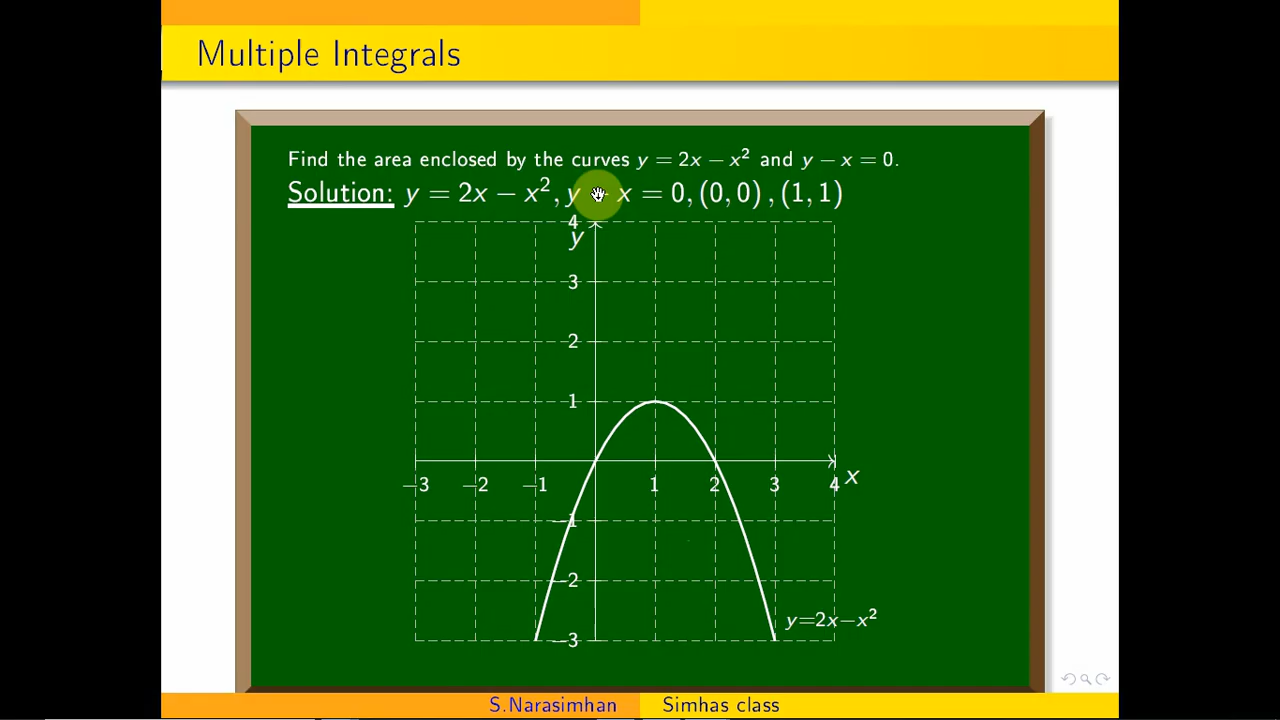 Multiple Integrals
Find the area enclosed by the curves y = 2x − x² and y − x = 0.
Solution: y = 2x − x², y − x = 0, (0, 0) , (1, 1)
4
y
3
2
1
−3 −2 −1 1 2 3 4 x
−1
−2
y=2x−x²
−3
S.Narasimhan Simhas class